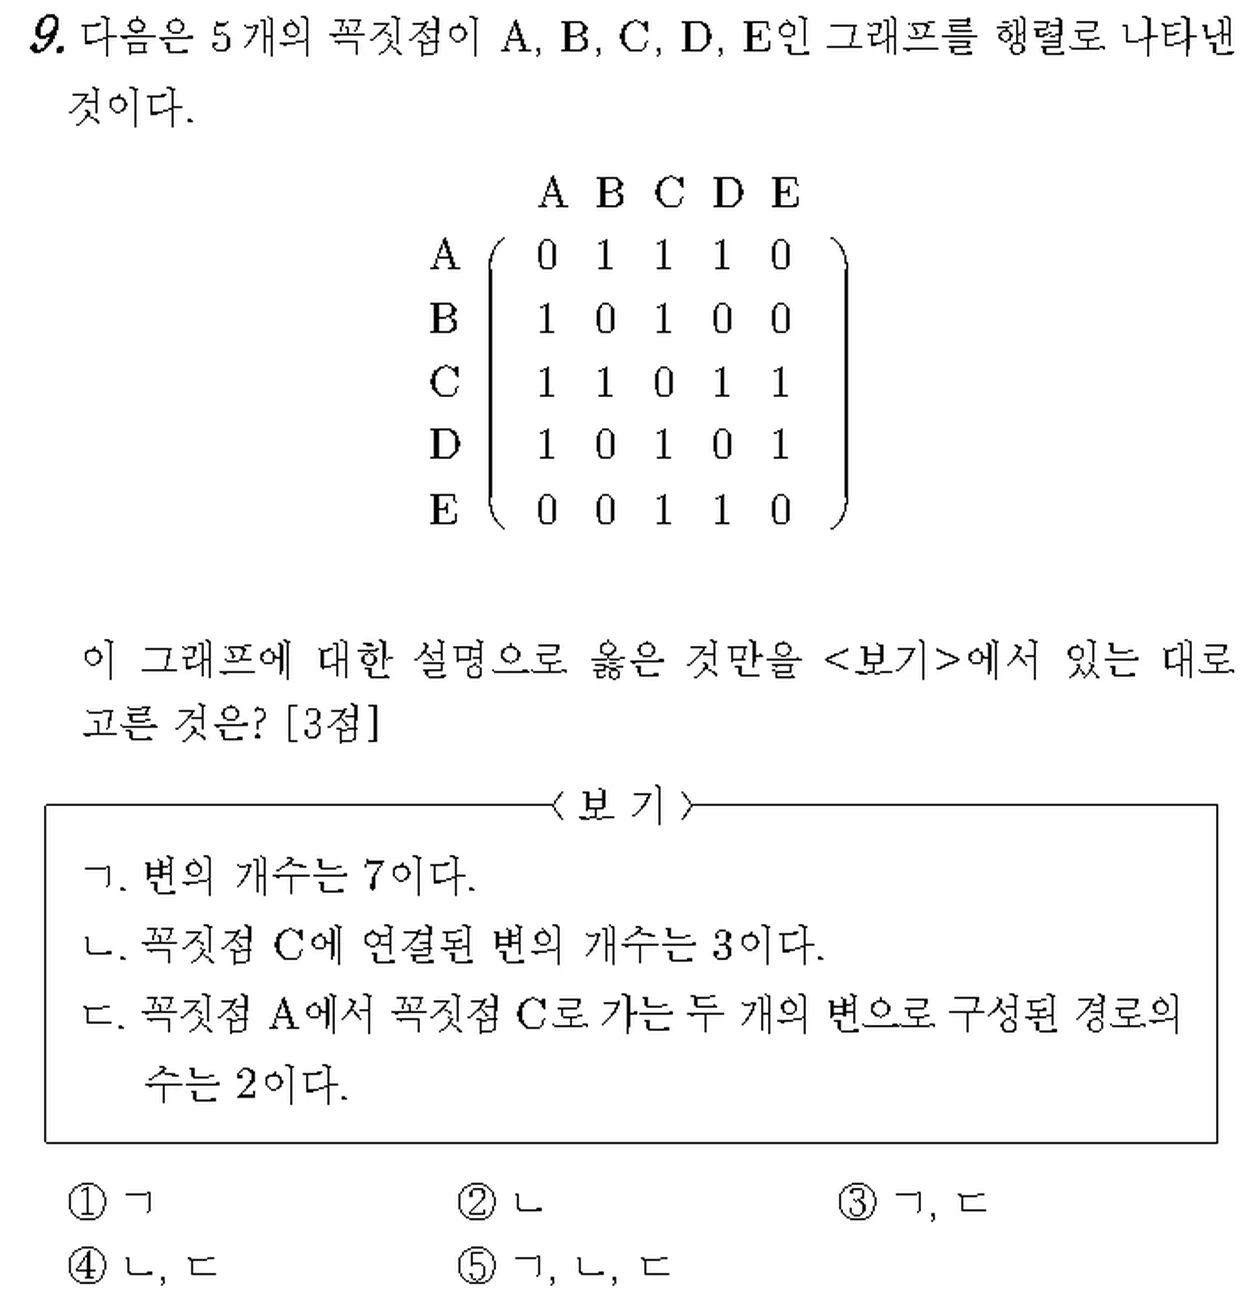 9. 다음은 5개의 꼭짓점이 A, B, C, D, E인 그래프를 행렬로 나타낸
것이다.
A B C D E
A 0 1 1 1 0
B 1 0 1 0 0
C 1 1 0 1 1
D 1 0 1 0 1
E 0 0 1 1 0
이 그래프에 대한 설명으로 옳은 것만을 <보기>에서 있는 대로
고른 것은? [3점]
<보 기>
ㄱ. 변의 개수는 7이다.
ㄴ. 꼭짓점 C에 연결된 변의 개수는 3이다.
ㄷ. 꼭짓점 A에서 꼭짓점 C로 가는 두 개의 변으로 구성된 경로의
수는 2이다.
① ㄱ ② ㄴ ③ ㄱ, ㄷ
④ ㄴ, ㄷ ⑤ ㄱ, ㄴ, ㄷ